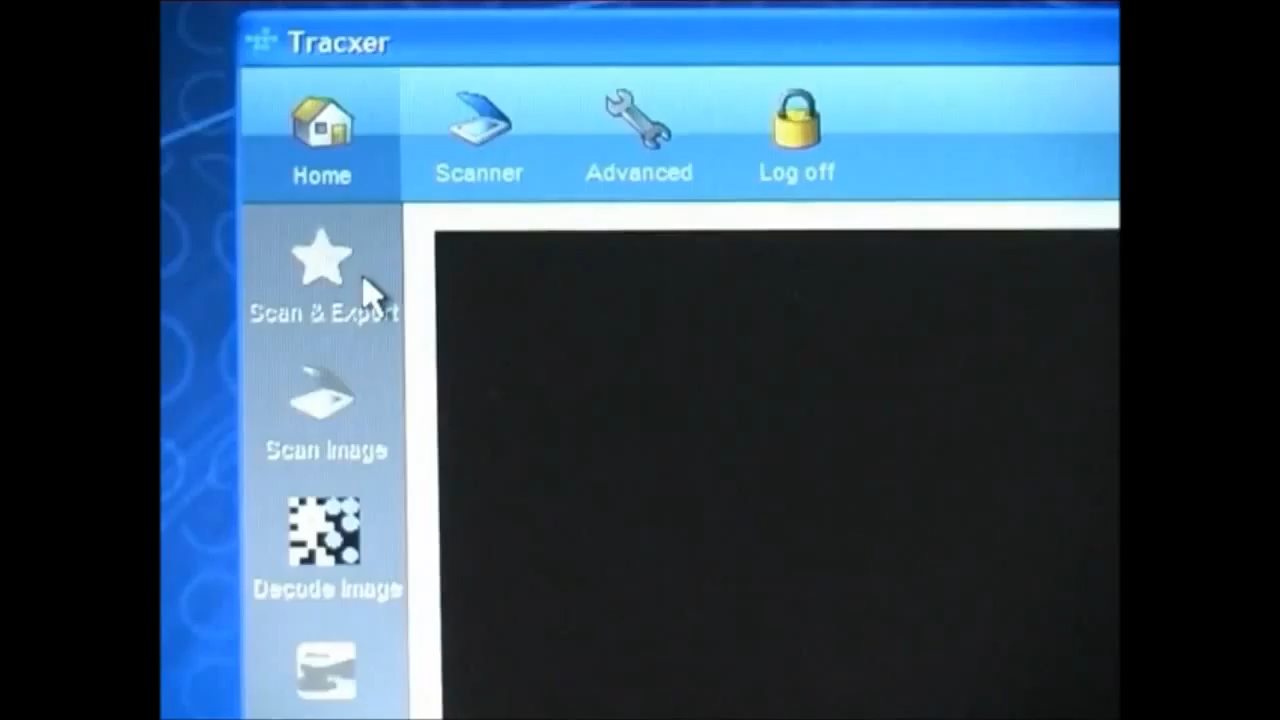 Tracxer
Home
Scanner
Advanced
Log off
Scan & Export
Scan Image
Decode Image